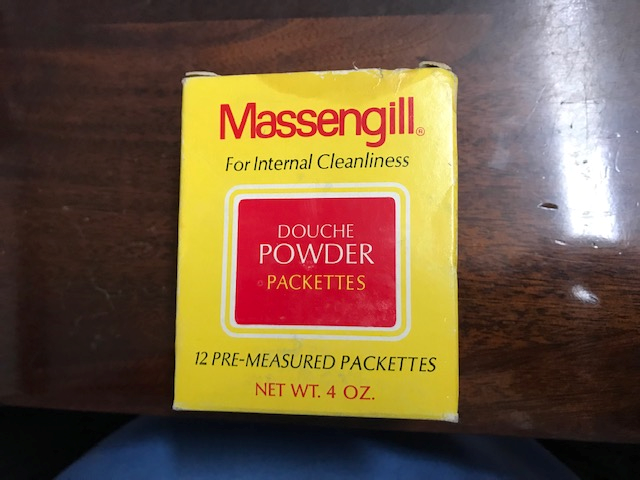 Massengill®
For Internal Cleanliness
DOUCHE
POWDER
PACKETTES
12 PRE-MEASURED PACKETTES
NET WT. 4 OZ.